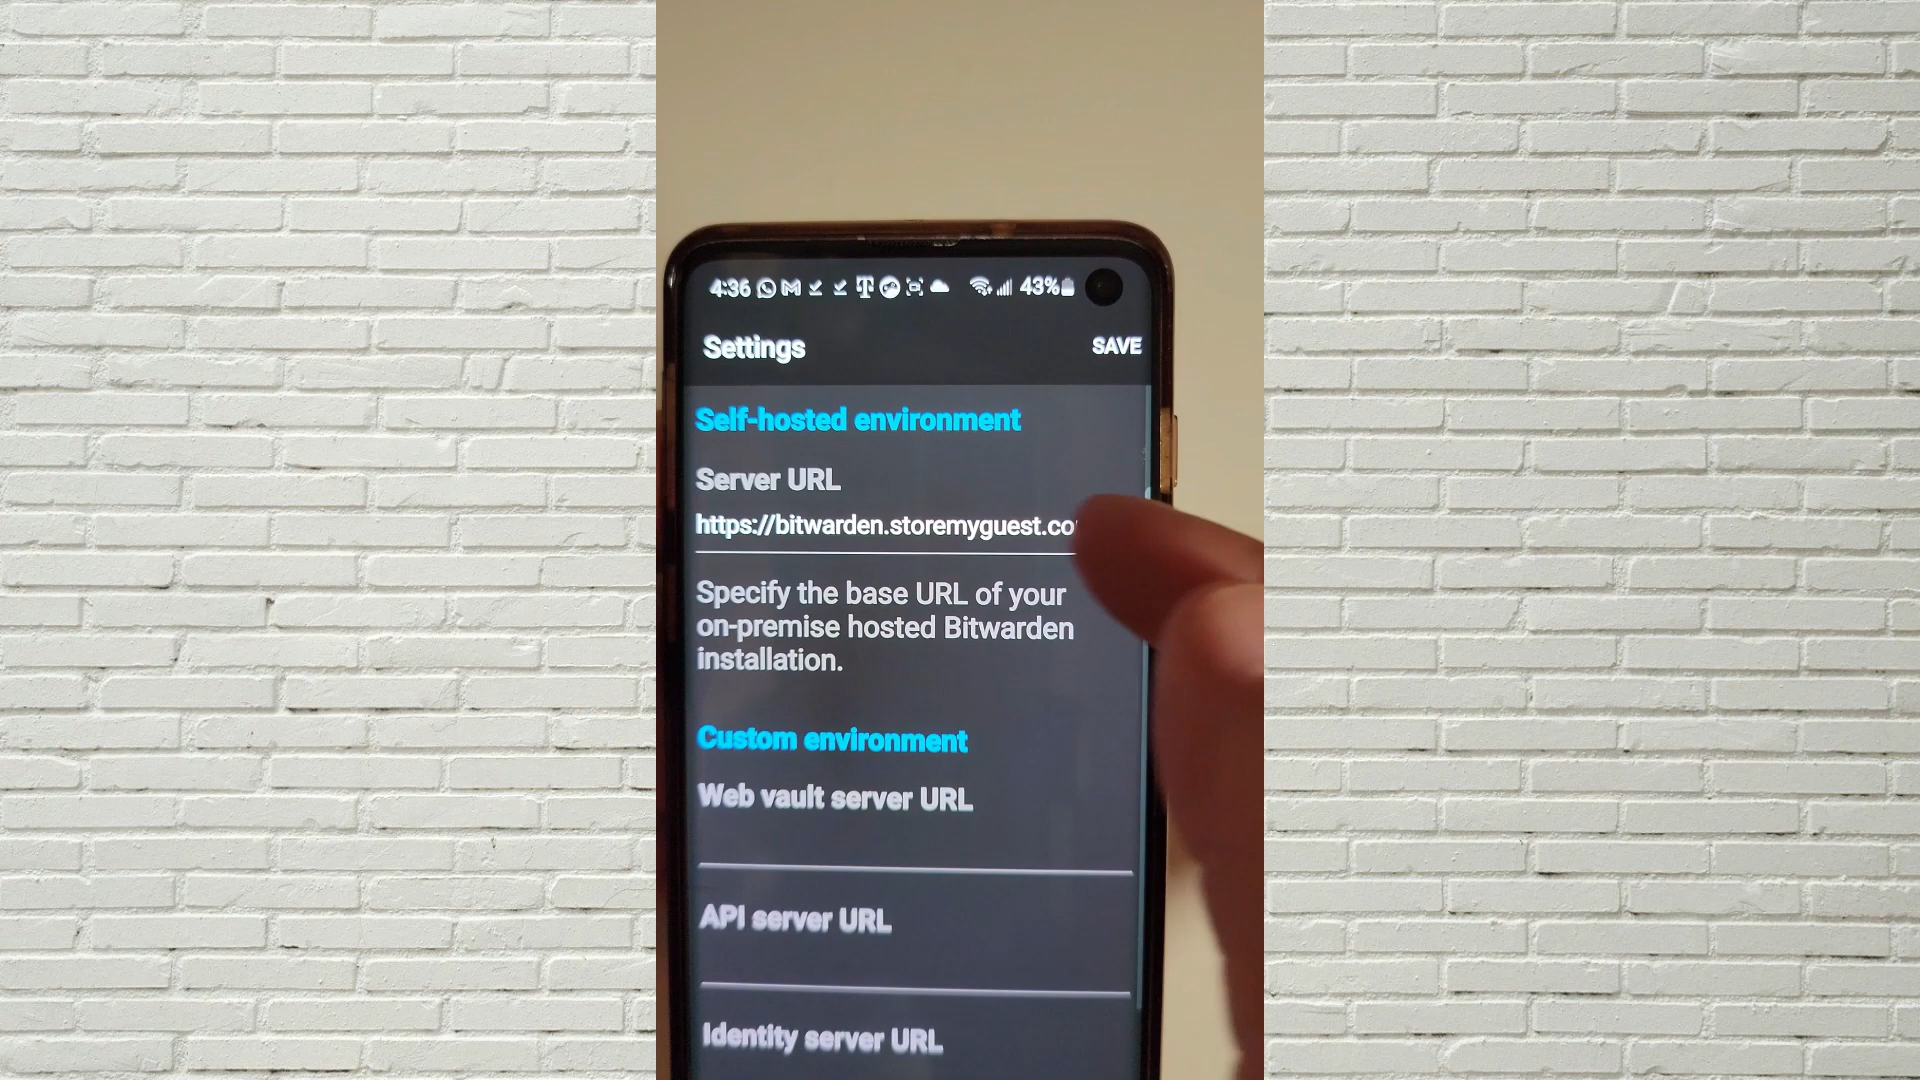 4:36 43%
Settings SAVE
Self-hosted environment
Server URL
https://bitwarden.storemyguest.co
Specify the base URL of your
on-premise hosted Bitwarden
installation.
Custom environment
Web vault server URL
API server URL
Identity server URL